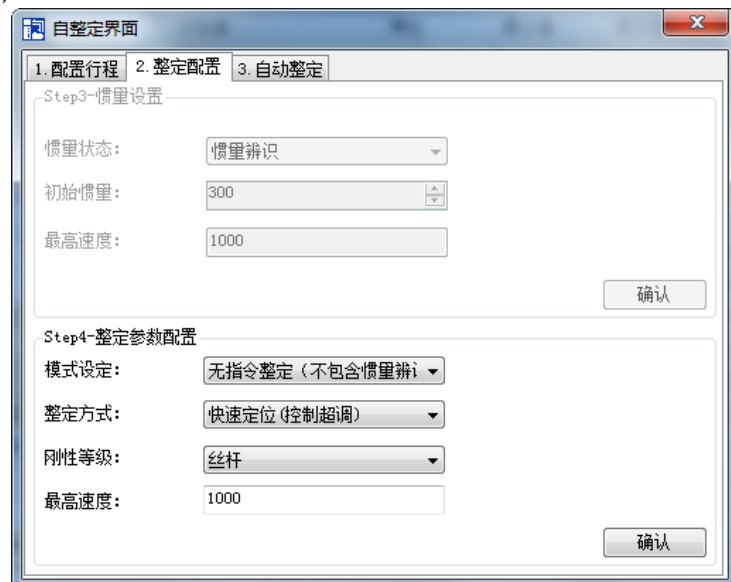 自整定界面
1.配置行程 2.整定配置 3.自动整定
Step3-惯量设置
惯量状态： 惯量辨识
初始惯量： 300
最高速度： 1000
确认
Step4-整定参数配置
模式设定： 无指令整定（不包含惯量辨
整定方式： 快速定位(控制超调)
刚性等级： 丝杆
最高速度： 1000
确认